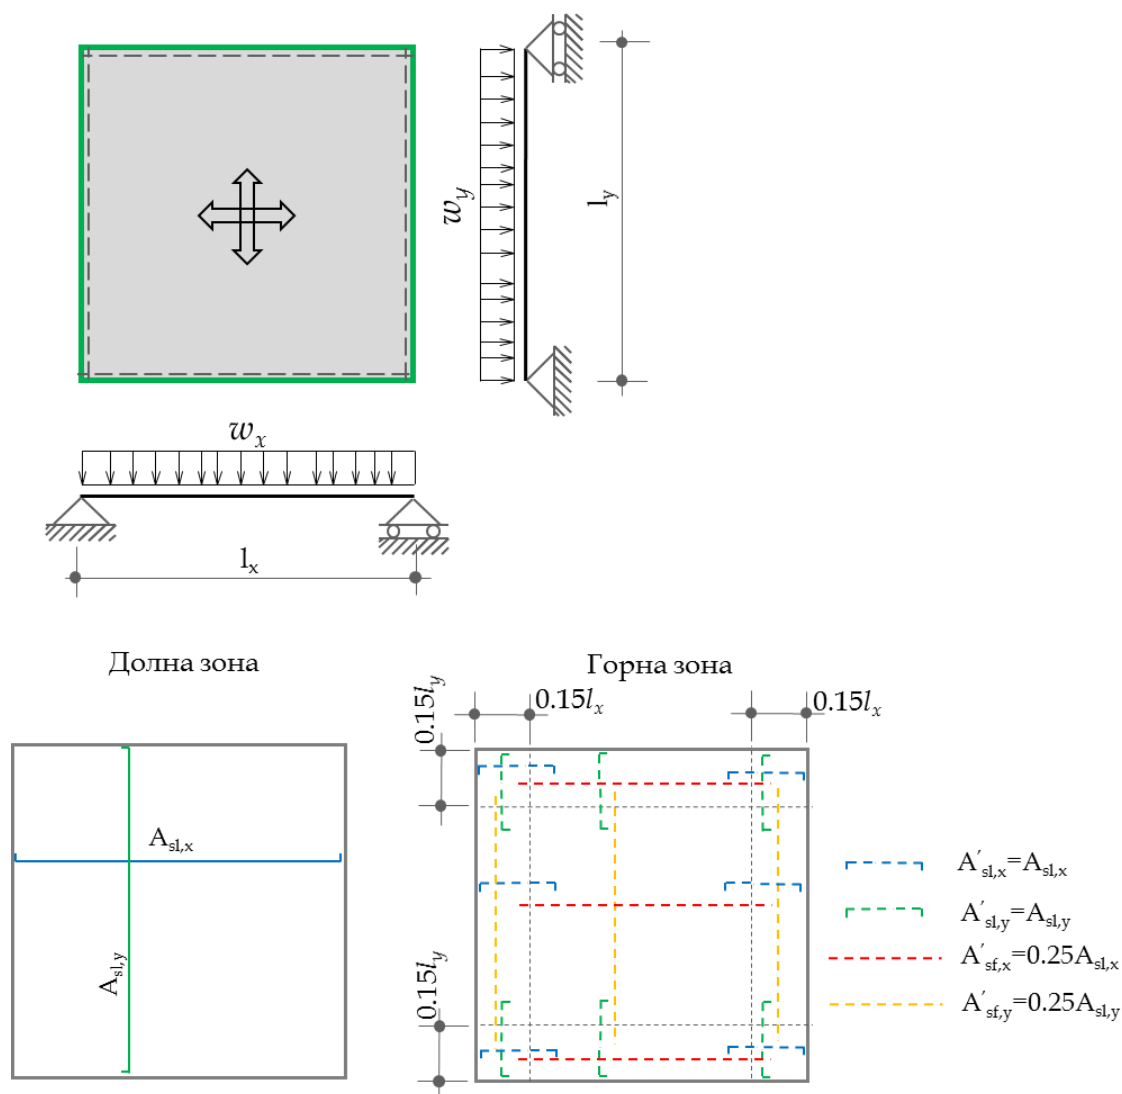 w_y
l_y
w_x
l_x
Долна зона
Горна зона
0.15l_y
0.15l_x
0.15l_x
A_sl,x
A_sl,y
0.15l_y
A′_sl,x=A_sl,x
A′_sl,y=A_sl,y
A′_sf,x=0.25A_sl,x
A′_sf,y=0.25A_sl,y